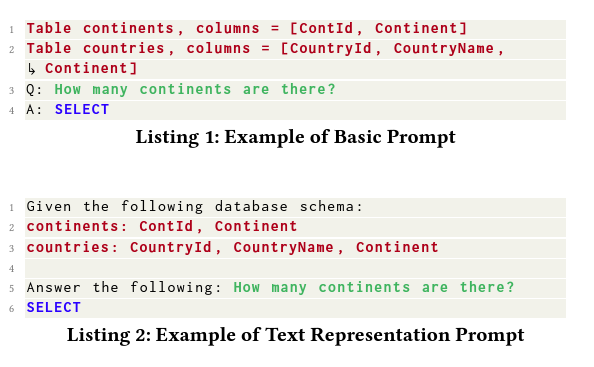 1 Table continents, columns = [ContId, Continent]
2 Table countries, columns = [CountryId, CountryName,
↳ Continent]
3 Q: How many continents are there?
4 A: SELECT
Listing 1: Example of Basic Prompt
1 Given the following database schema:
2 continents: ContId, Continent
3 countries: CountryId, CountryName, Continent
4
5 Answer the following: How many continents are there?
6 SELECT
Listing 2: Example of Text Representation Prompt